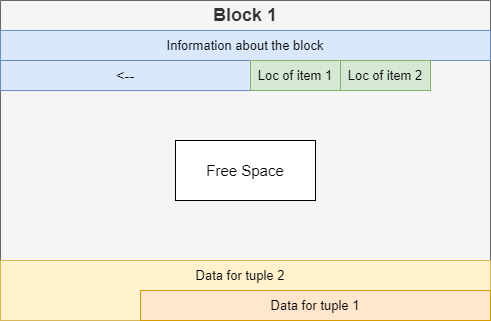 Block 1
Information about the block
<-- Loc of item 1 Loc of item 2
Free Space
Data for tuple 2
Data for tuple 1